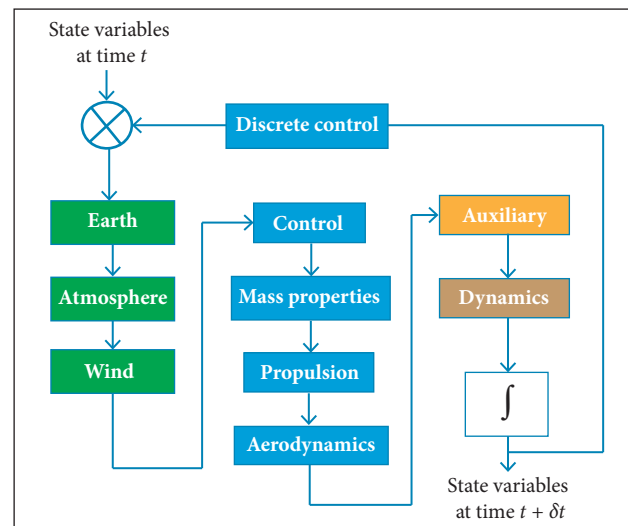 State variables
at time t
Discrete control
Earth
Atmosphere
Wind
Control
Mass properties
Propulsion
Aerodynamics
Auxiliary
Dynamics
∫
State variables
at time t + δt